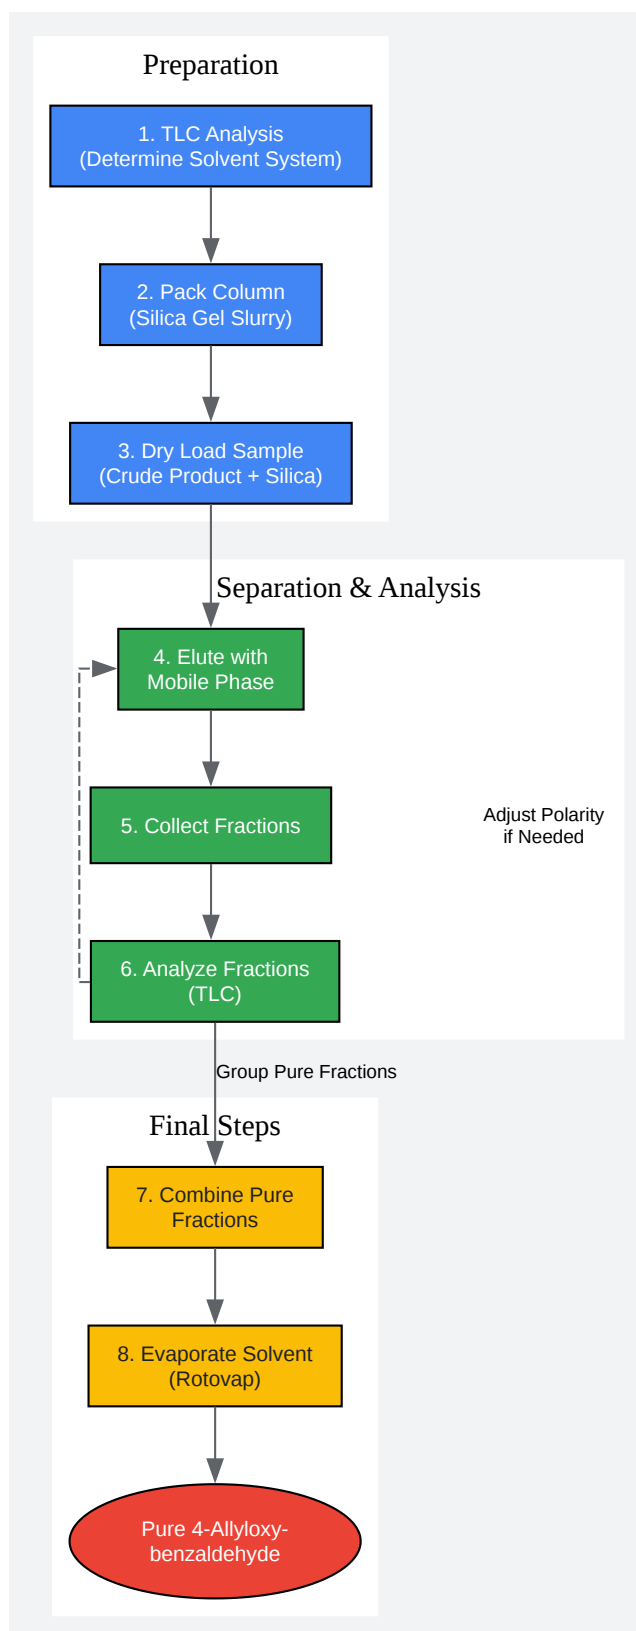 Preparation
1. TLC Analysis
(Determine Solvent System)
2. Pack Column
(Silica Gel Slurry)
3. Dry Load Sample
(Crude Product + Silica)
Separation & Analysis
4. Elute with
Mobile Phase
5. Collect Fractions
Adjust Polarity
if Needed
6. Analyze Fractions
(TLC)
Group Pure Fractions
Final Steps
7. Combine Pure
Fractions
8. Evaporate Solvent
(Rotovap)
Pure 4-Allyloxy-
benzaldehyde